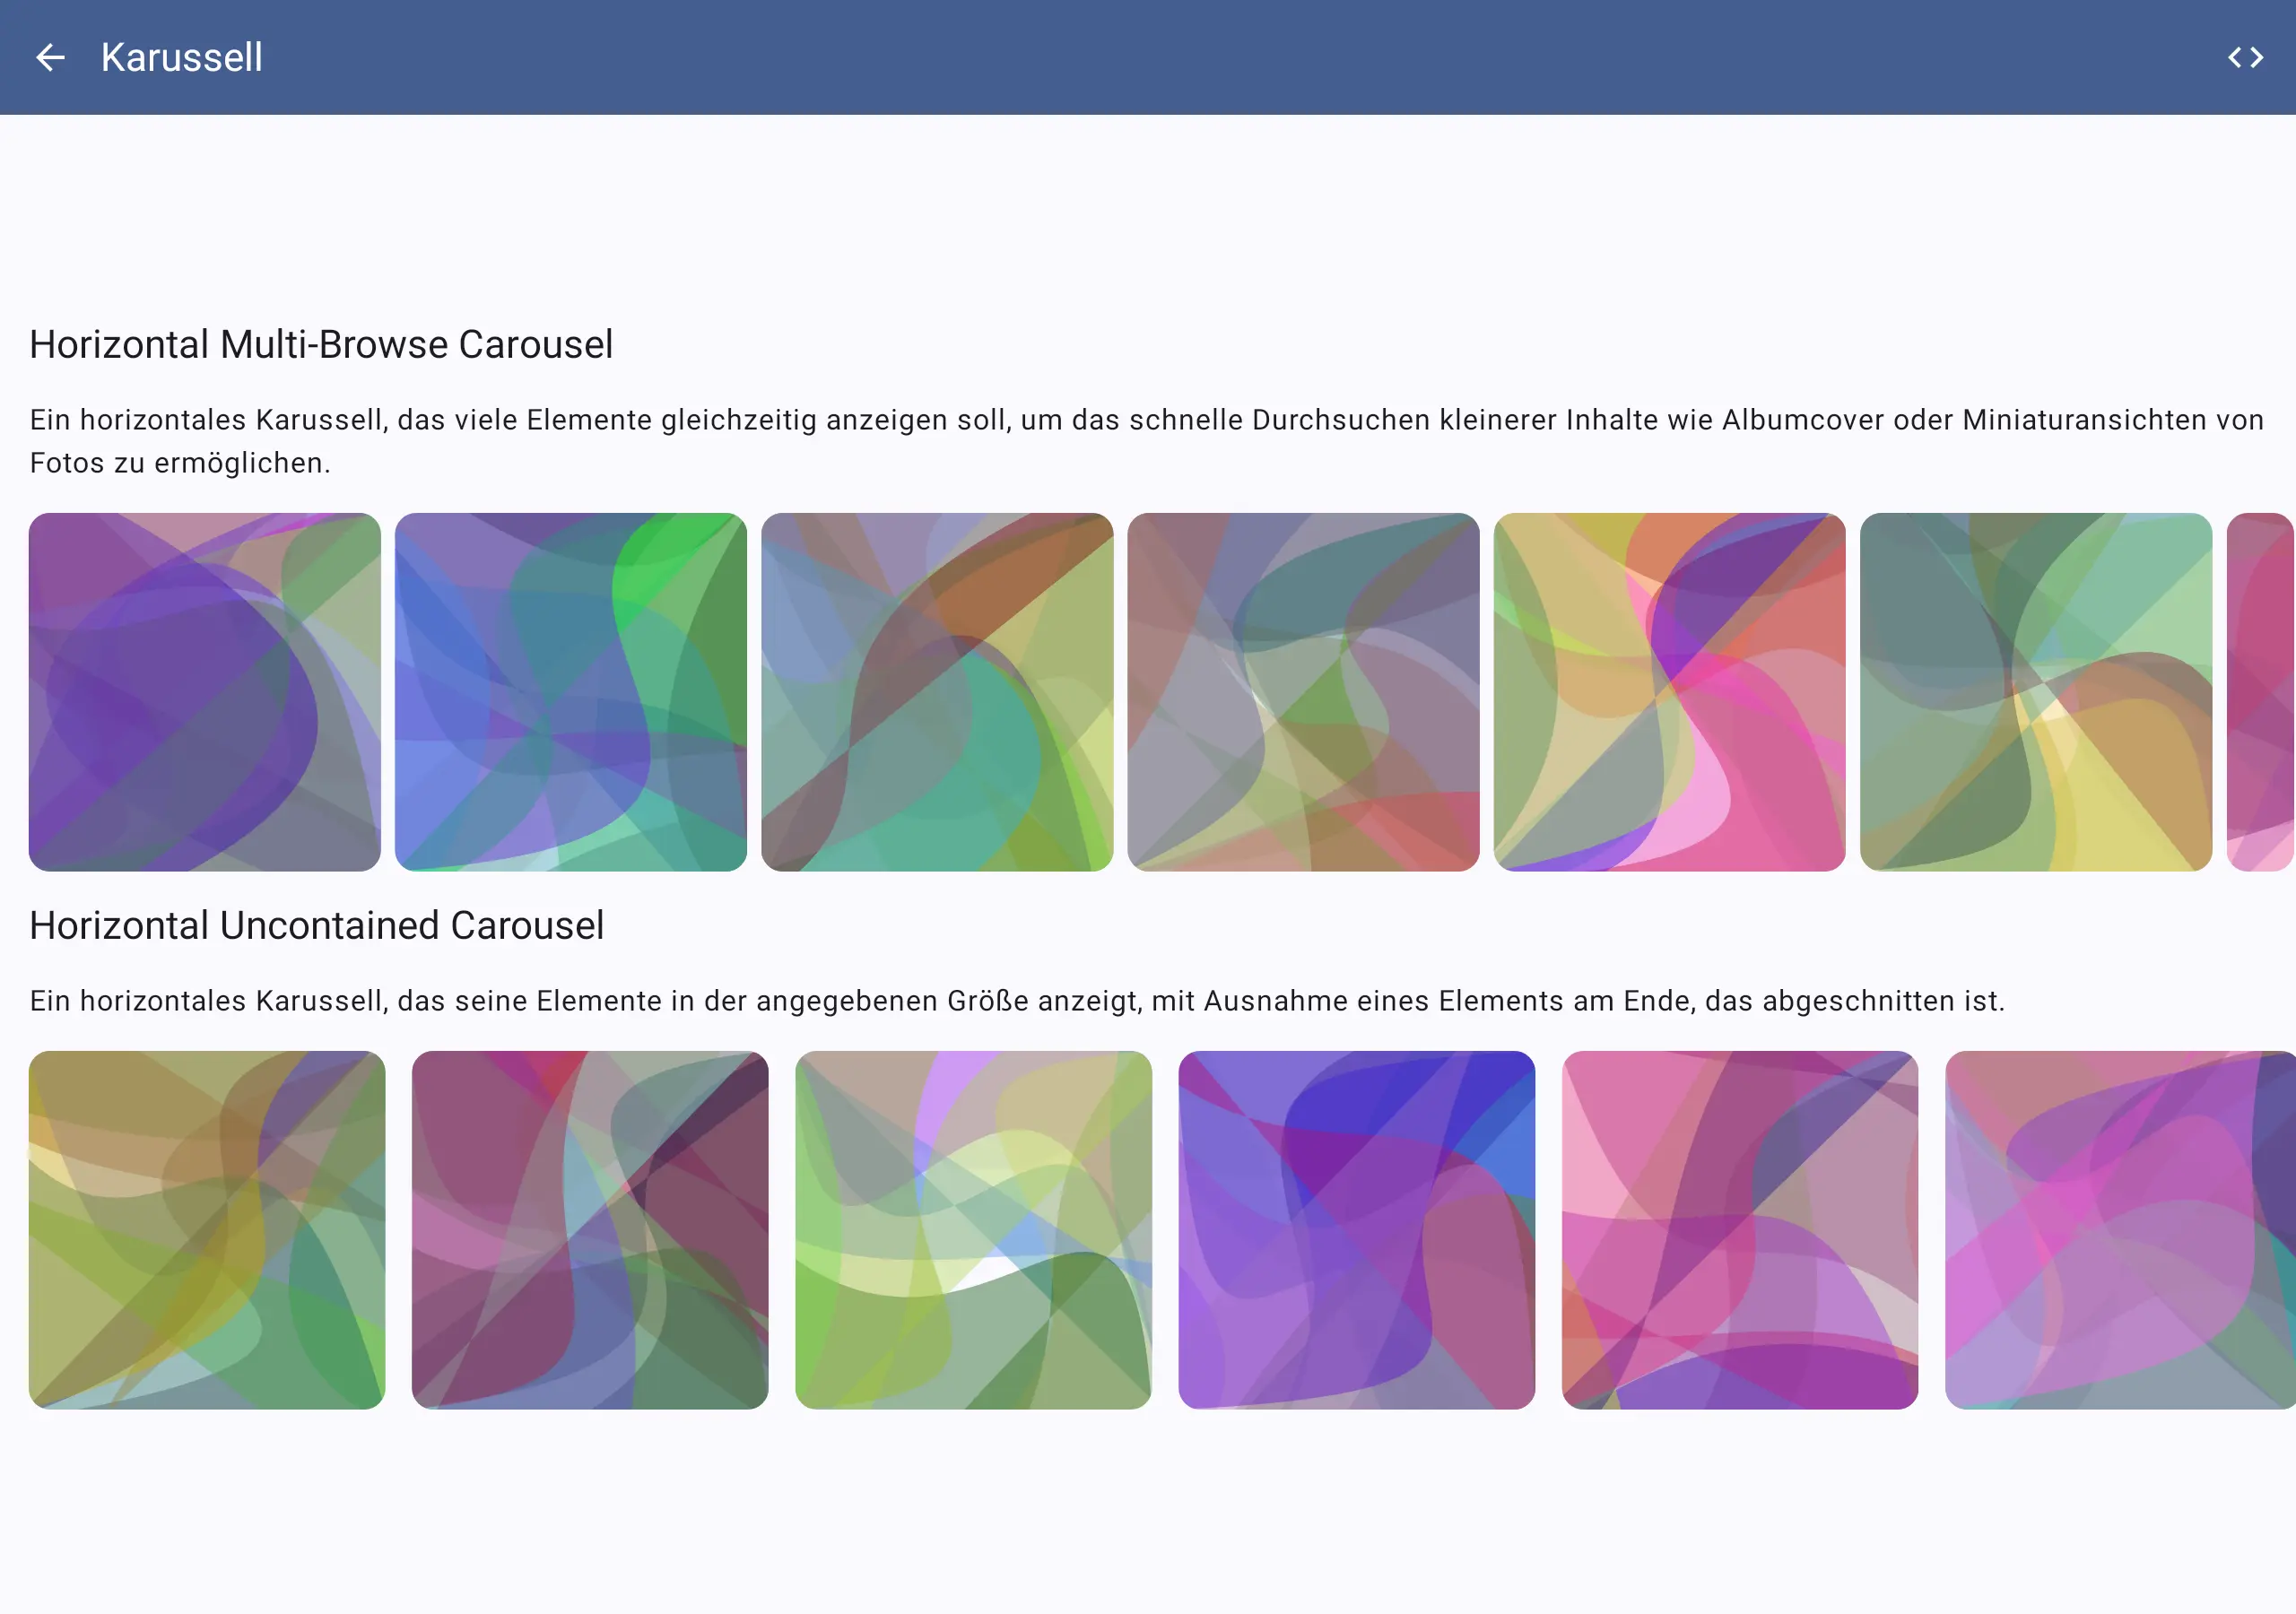 Karussell
Horizontal Multi-Browse Carousel
Ein horizontales Karussell, das viele Elemente gleichzeitig anzeigen soll, um das schnelle Durchsuchen kleinerer Inhalte wie Albumcover oder Miniaturansichten von
Fotos zu ermöglichen.
Horizontal Uncontained Carousel
Ein horizontales Karussell, das seine Elemente in der angegebenen Größe anzeigt, mit Ausnahme eines Elements am Ende, das abgeschnitten ist.